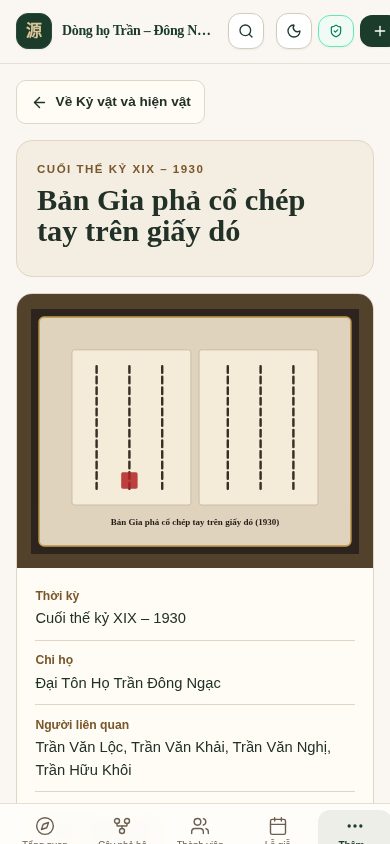 源
Dòng họ Trần – Đông N...
Về Kỷ vật và hiện vật
CUỐI THẾ KỶ XIX – 1930
Bản Gia phả cổ chép
tay trên giấy dó
Bản Gia phả cổ chép tay trên giấy dó (1930)
Thời kỳ
Cuối thế kỷ XIX – 1930
Chi họ
Đại Tôn Họ Trần Đông Ngạc
Người liên quan
Trần Văn Lộc, Trần Văn Khải, Trần Văn Nghị,
Trần Hữu Khôi